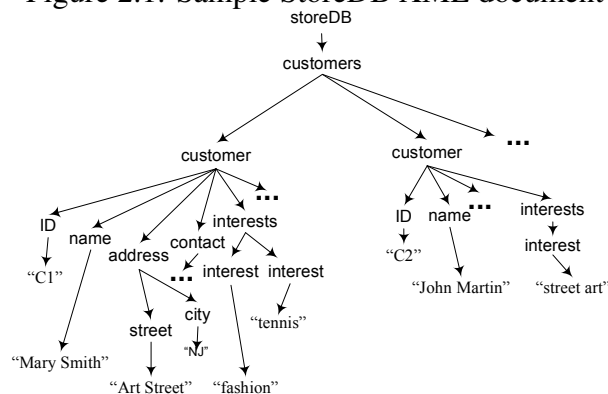 Figure 2.1: Sample StoreDB XML document
storeDB
customers
...
customer
customer
...
ID
name
address
contact
interests
ID
name
...
interests
"C1"
...
interest
interest
"C2"
interest
street
city
"tennis"
"John Martin"
"street art"
"Mary Smith"
"NJ"
"Art Street"
"fashion"